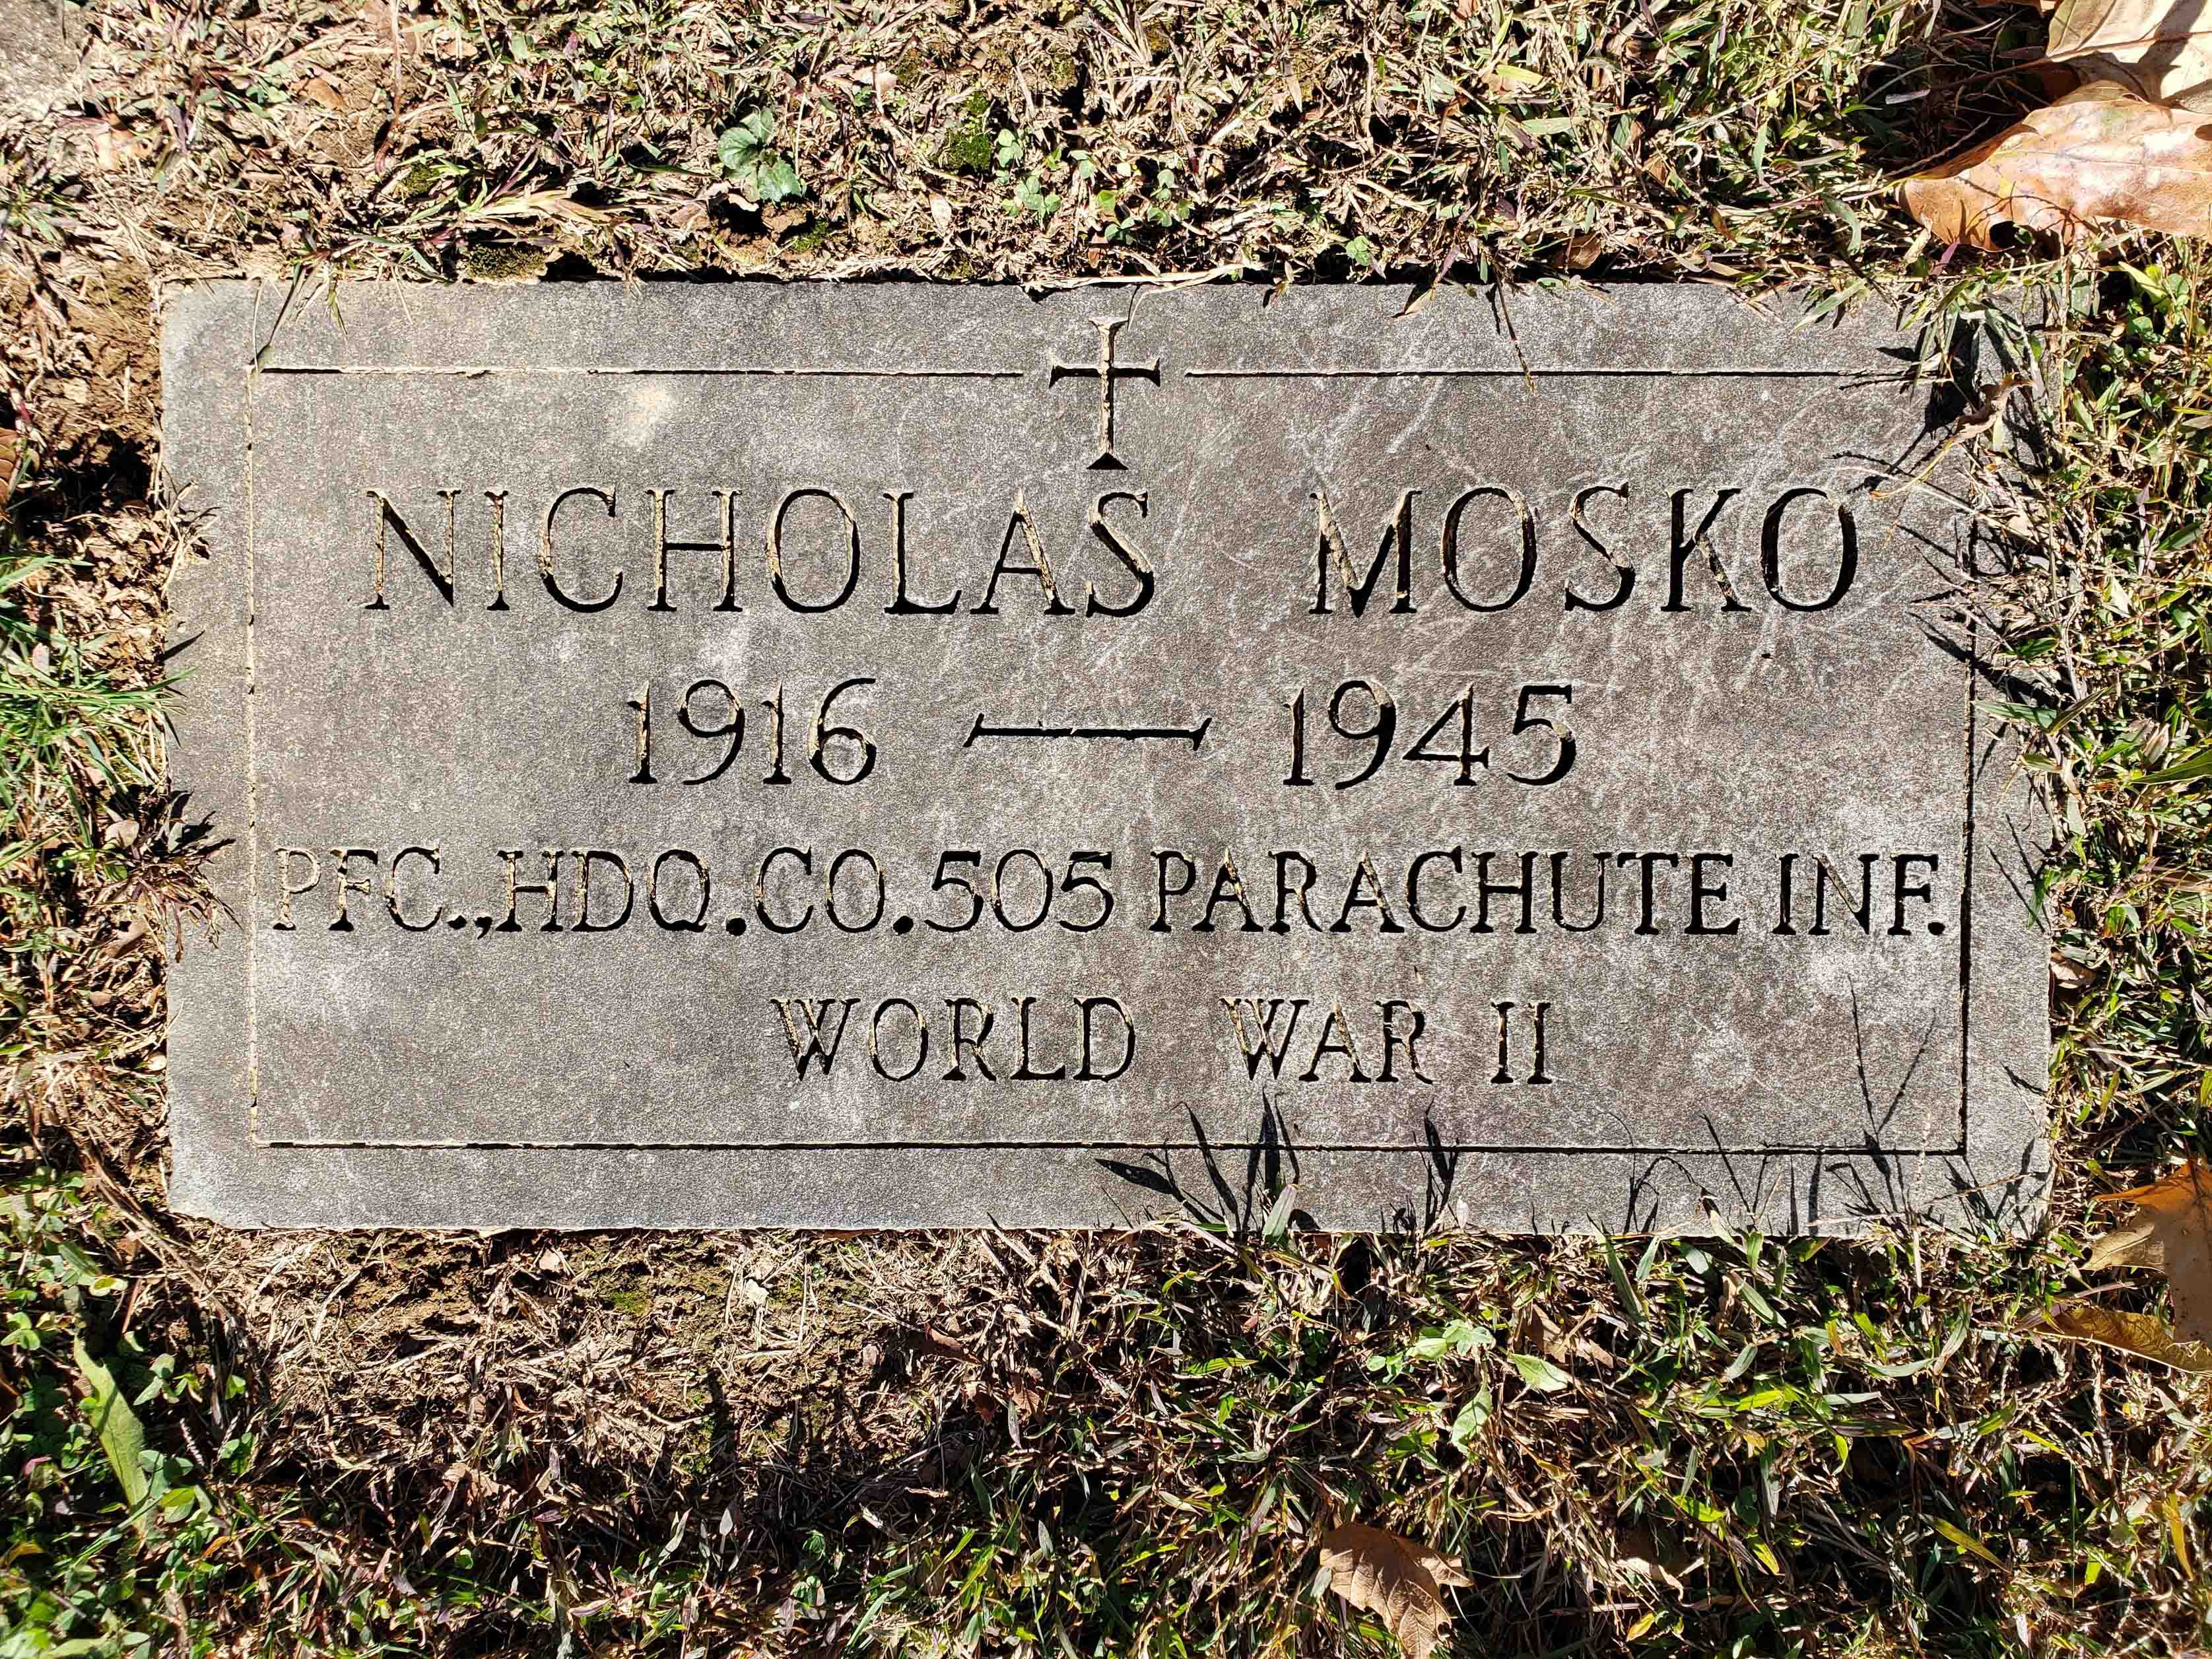 NICHOLAS MOSKO
1916 — 1945
PFC., HDQ. CO. 505 PARACHUTE INF.
WORLD WAR II